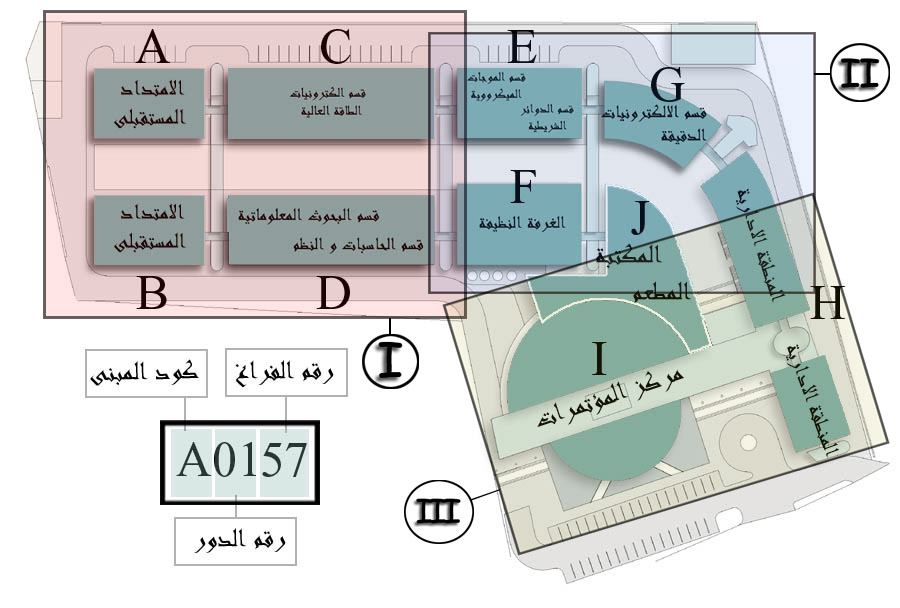 A
C
E
G
II
الامتداد
المستقبلى
قسم الكترونيات
الطاقة العالية
قسم الموجات
الميكرووية
قسم الدوائر
الشريطية
قسم الالكترونيات
الدقيقة
F
J
الامتداد
المستقبلى
قسم البحوث المعلوماتية
قسم الحاسبات و النظم
الغرفة النظيفة
المكتبة
المطعم
المنطقة الادارية
B
D
H
I
I
مركز المؤتمرات
المنطقة الادارية
كود المبنى
رقم الفراغ
A0157
رقم الدور
III